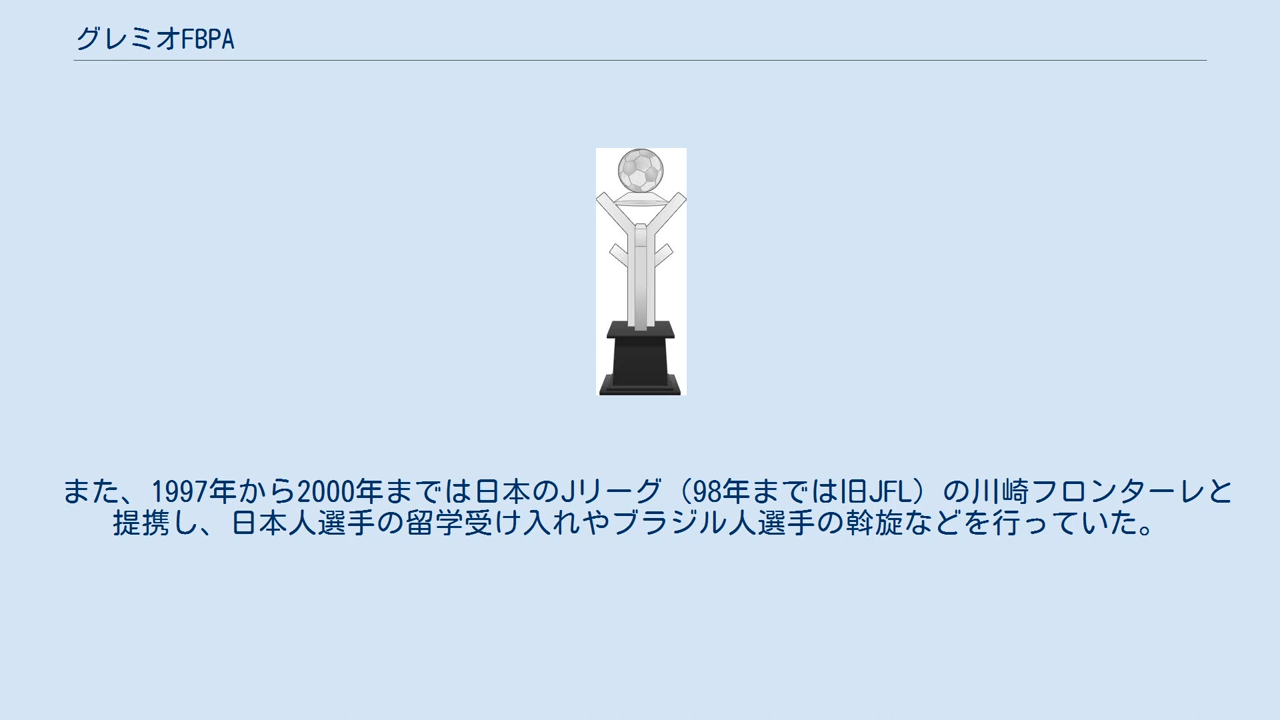 グレミオFBPA
また、1997年から2000年までは日本のJリーグ（98年までは旧JFL）の川崎フロンターレと
提携し、日本人選手の留学受け入れやブラジル人選手の斡旋などを行っていた。